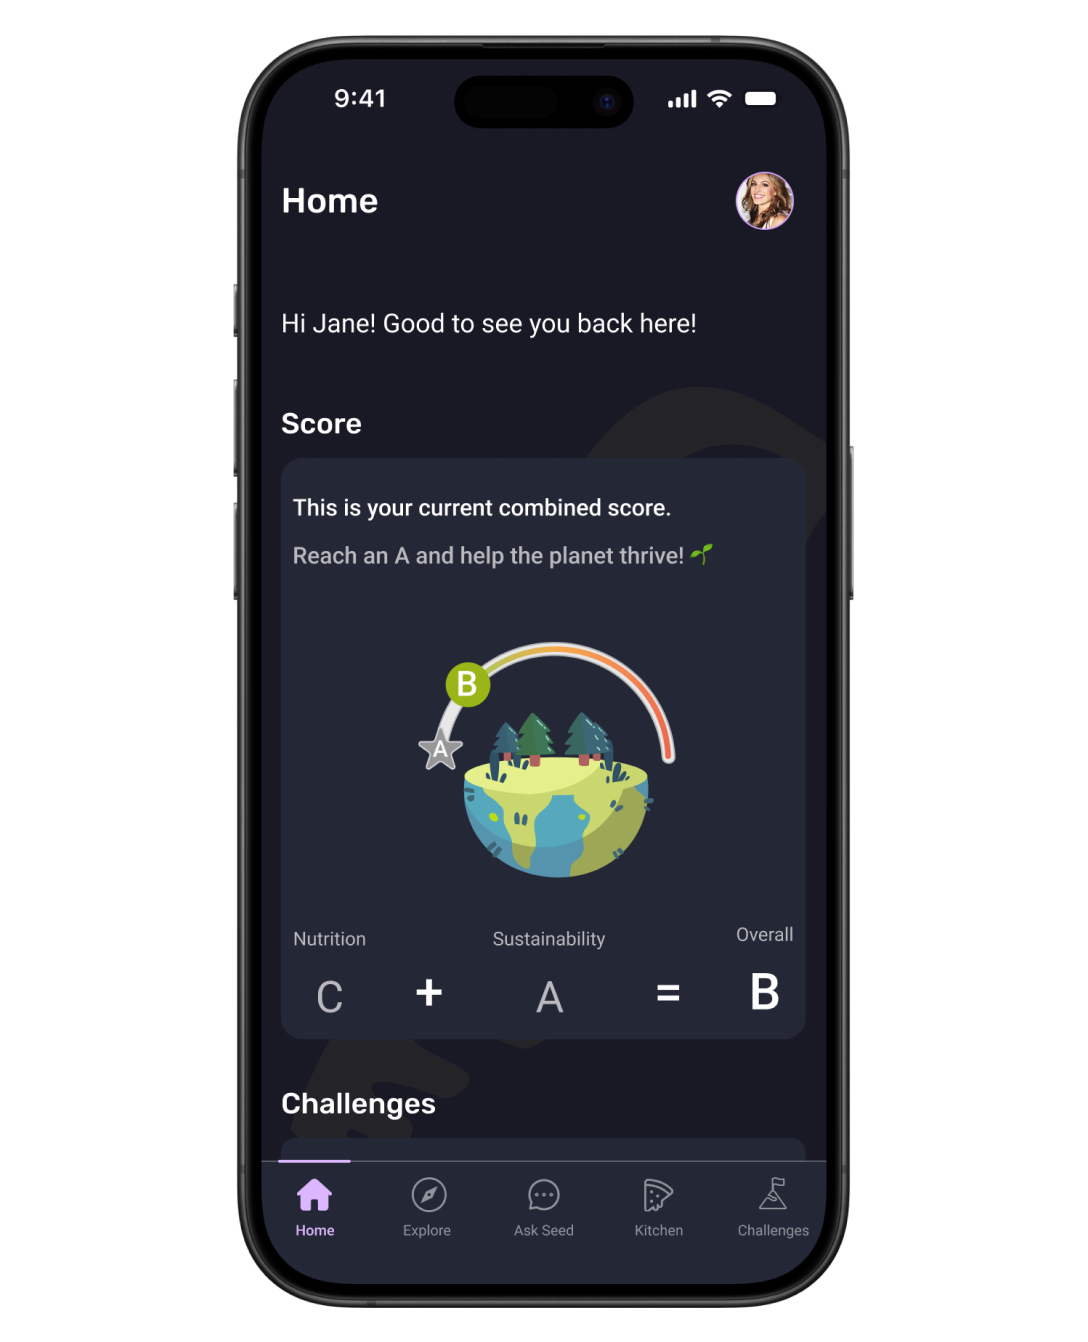 9:41
Home
Hi Jane! Good to see you back here!
Score
This is your current combined score.
Reach an A and help the planet thrive!
B
A
Nutrition Sustainability Overall
C + A = B
Challenges
Home Explore Ask Seed Kitchen Challenges